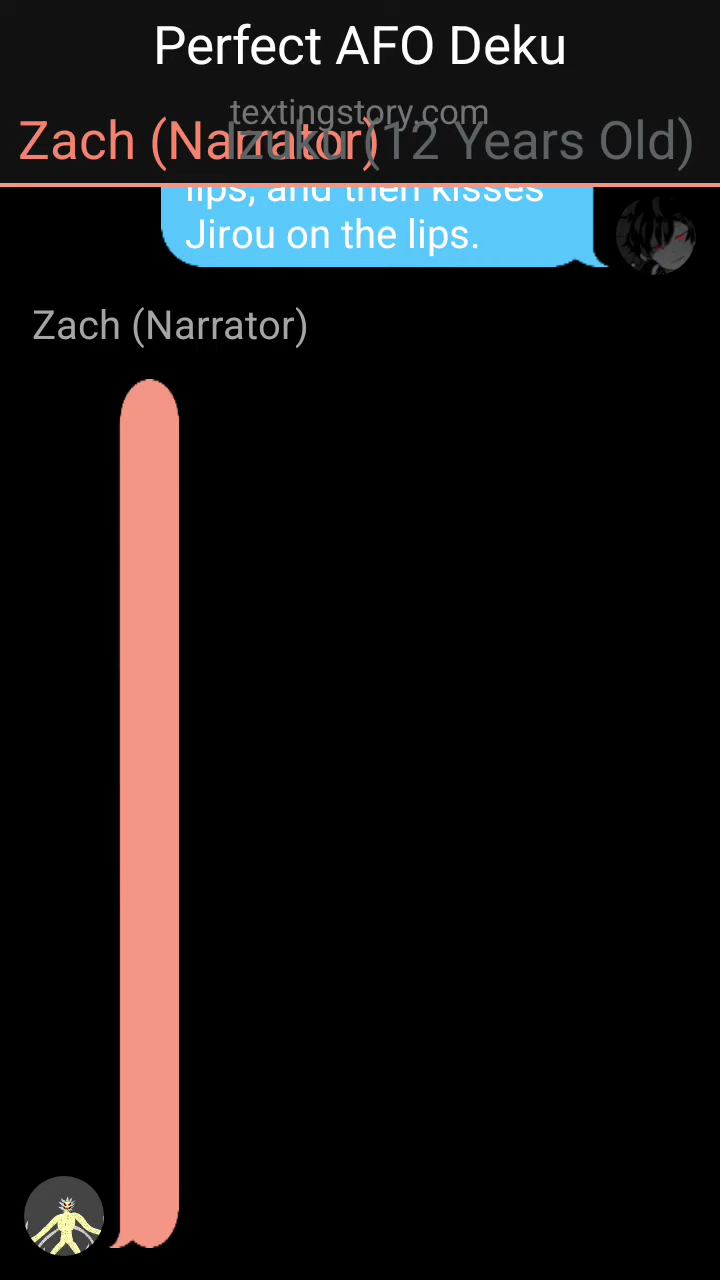 Perfect AFO Deku
textingstory.com
Zach (Narrator) Izuku (12 Years Old)
lips, and then kisses
Jirou on the lips.
Zach (Narrator)